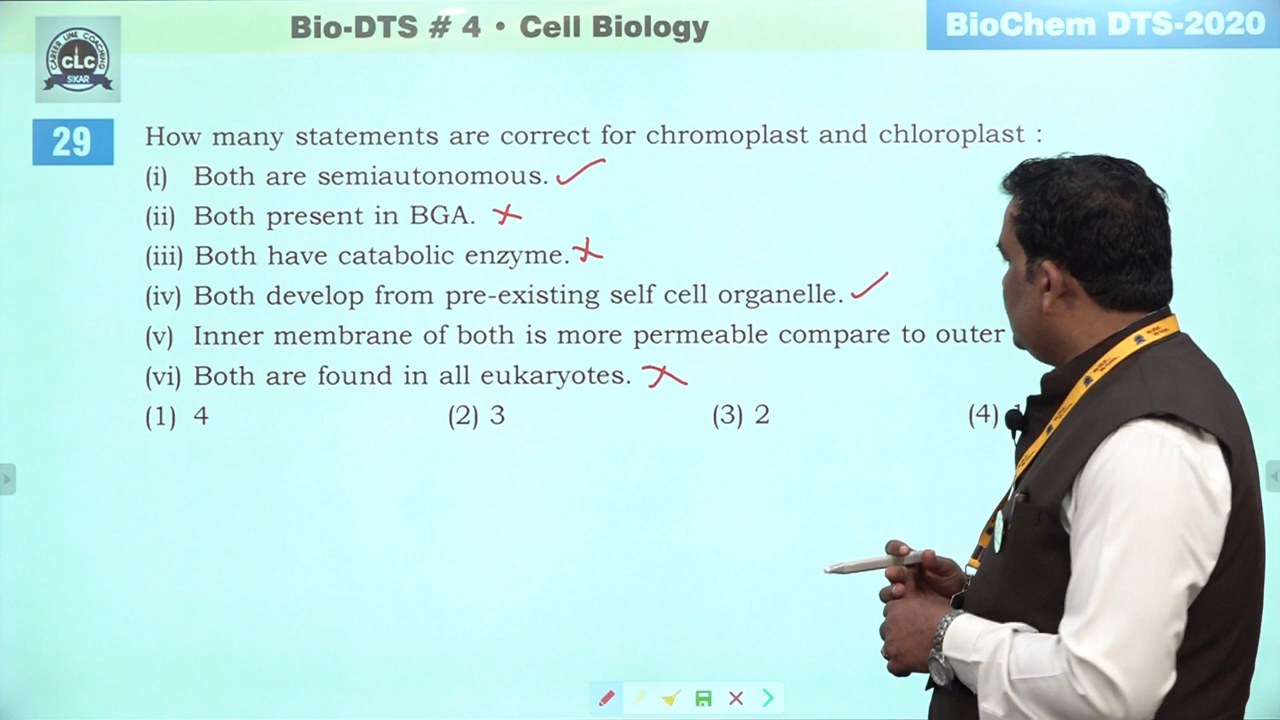 Bio-DTS # 4 • Cell Biology
BioChem DTS-2020
CAREER LINE COACHING
CLC
SIKAR
29
How many statements are correct for chromoplast and chloroplast :
(i) Both are semiautonomous.
(ii) Both present in BGA.
(iii) Both have catabolic enzyme.
(iv) Both develop from pre-existing self cell organelle.
(v) Inner membrane of both is more permeable compare to outer
(vi) Both are found in all eukaryotes.
(1) 4
(2) 3
(3) 2
(4)